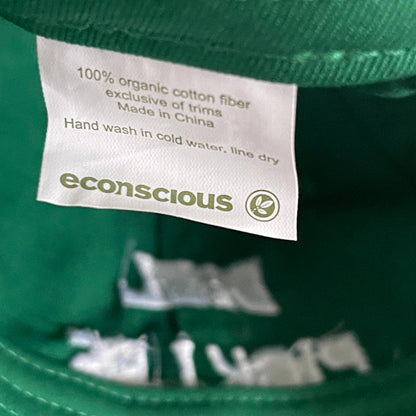 100% organic cotton fiber
exclusive of trims
Made in China
Hand wash in cold water, line dry
econscious